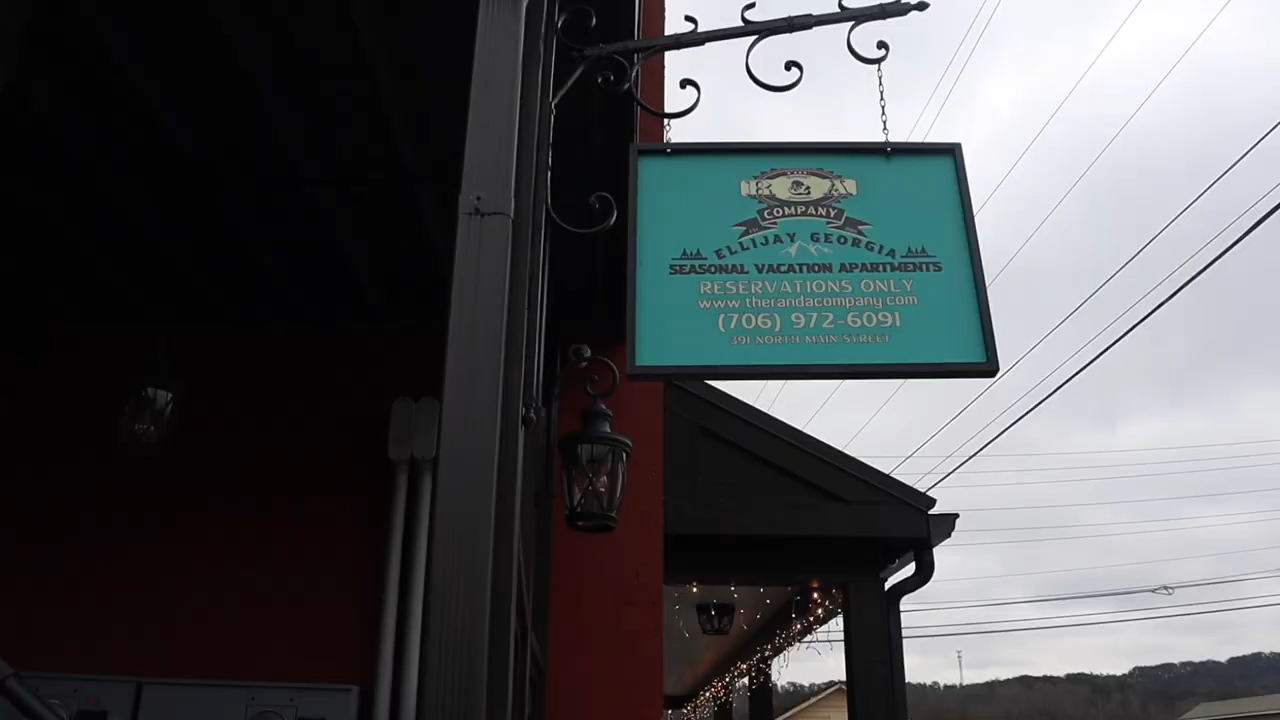 R & A
COMPANY
ELLIJAY GEORGIA
SEASONAL VACATION APARTMENTS
RESERVATIONS ONLY
www.therandacompany.com
(706) 972-6091
391 NORTH MAIN STREET